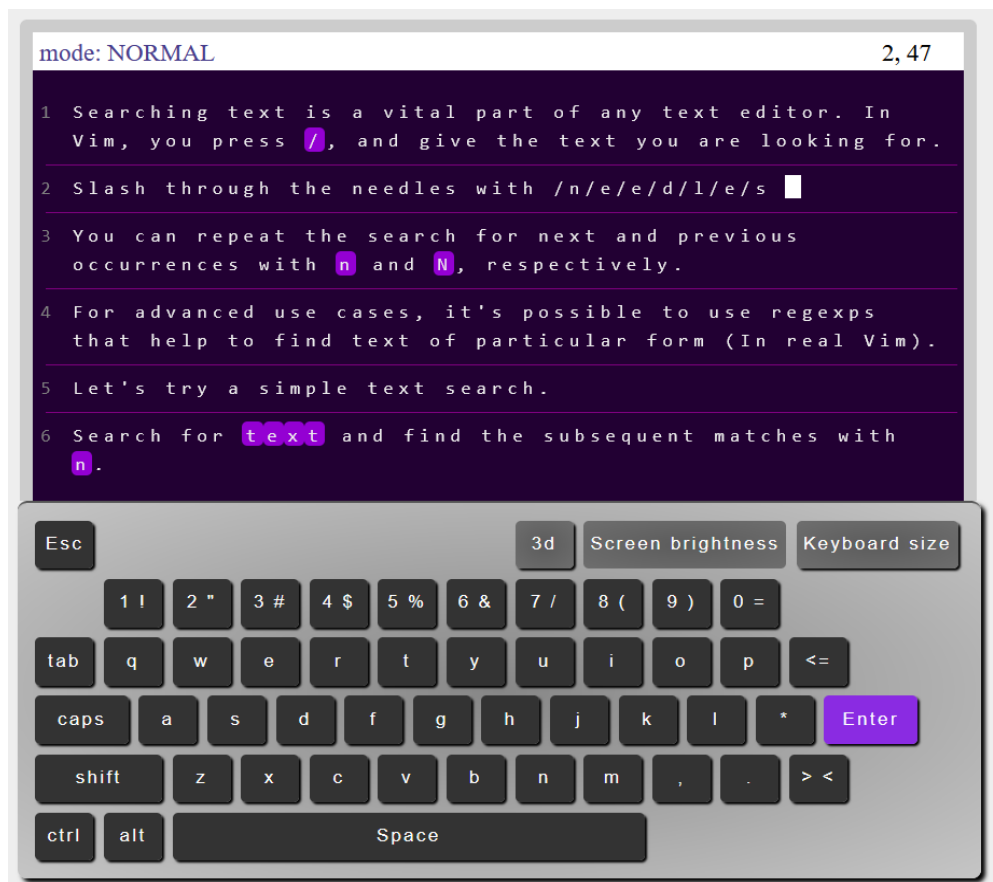 mode: NORMAL 2, 47
1 Searching text is a vital part of any text editor. In
Vim, you press /, and give the text you are looking for.
2 Slash through the needles with /n/e/e/d/l/e/s
3 You can repeat the search for next and previous
occurrences with n and N, respectively.
4 For advanced use cases, it's possible to use regexps
that help to find text of particular form (In real Vim).
5 Let's try a simple text search.
6 Search for text and find the subsequent matches with
n.
Esc 3d Screen brightness Keyboard size
1 ! 2 " 3 # 4 $ 5 % 6 & 7 / 8 ( 9 ) 0 =
tab q w e r t y u i o p <=
caps a s d f g h j k l * Enter
shift z x c v b n m , . > <
ctrl alt Space